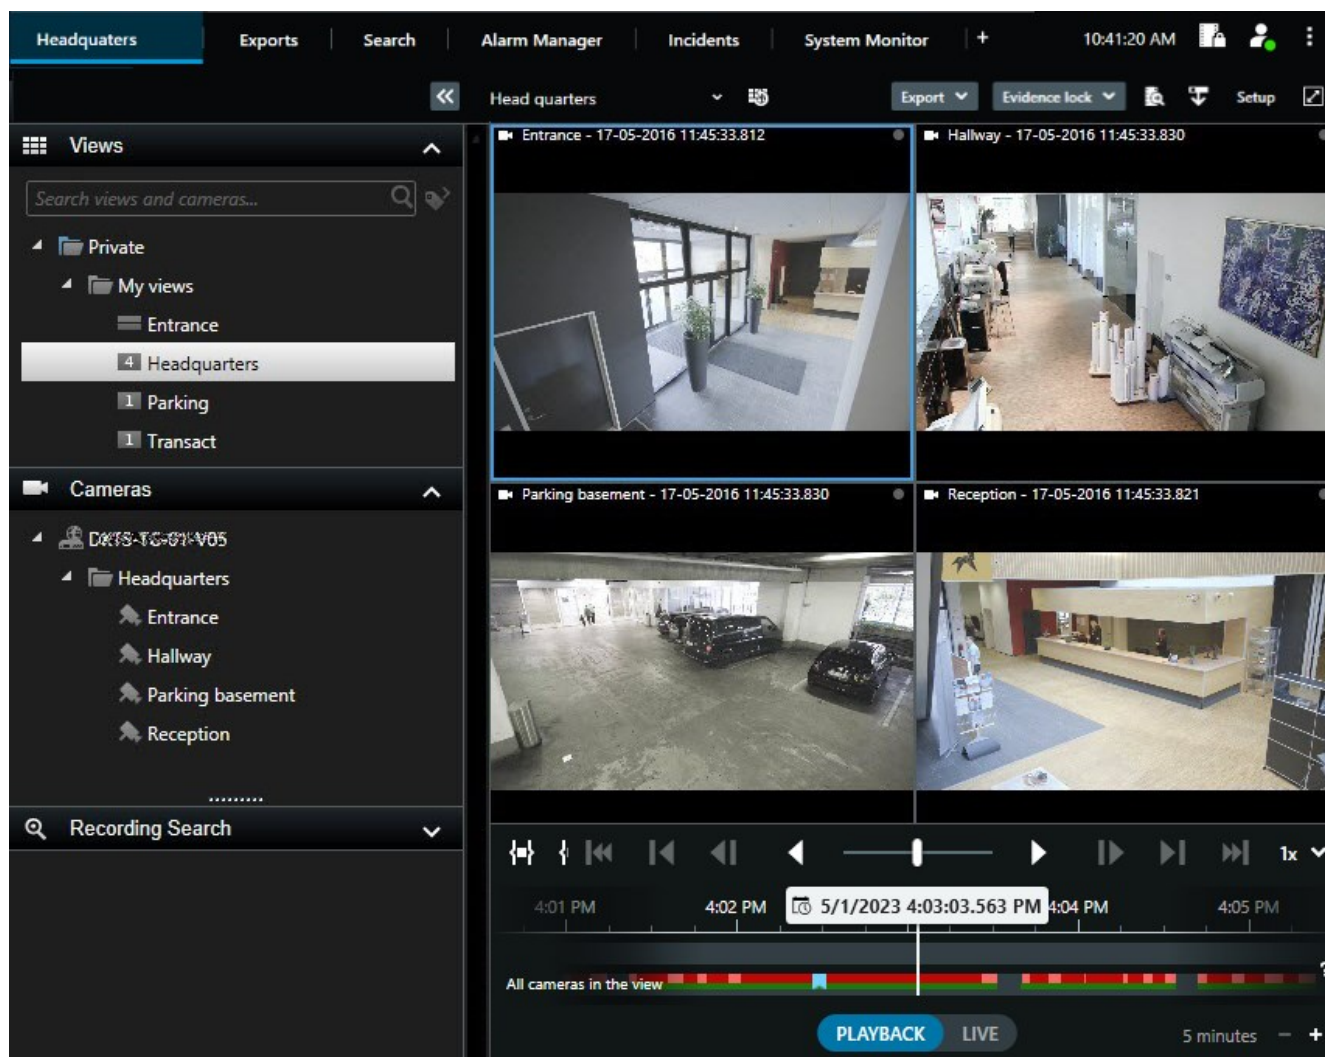 Headquaters Exports Search Alarm Manager Incidents System Monitor + 10:41:20 AM
Head quarters Export Evidence lock Setup
Views
Search views and cameras...
Private
My views
Entrance
4 Headquarters
1 Parking
1 Transact
Cameras
Headquarters
Entrance
Hallway
Parking basement
Reception
Recording Search
Entrance - 17-05-2016 11:45:33.812
Hallway - 17-05-2016 11:45:33.830
Parking basement - 17-05-2016 11:45:33.830
Reception - 17-05-2016 11:45:33.821
1x
4:01 PM 4:02 PM 5/1/2023 4:03:03.563 PM 4:04 PM 4:05 PM
All cameras in the view
PLAYBACK LIVE 5 minutes - +